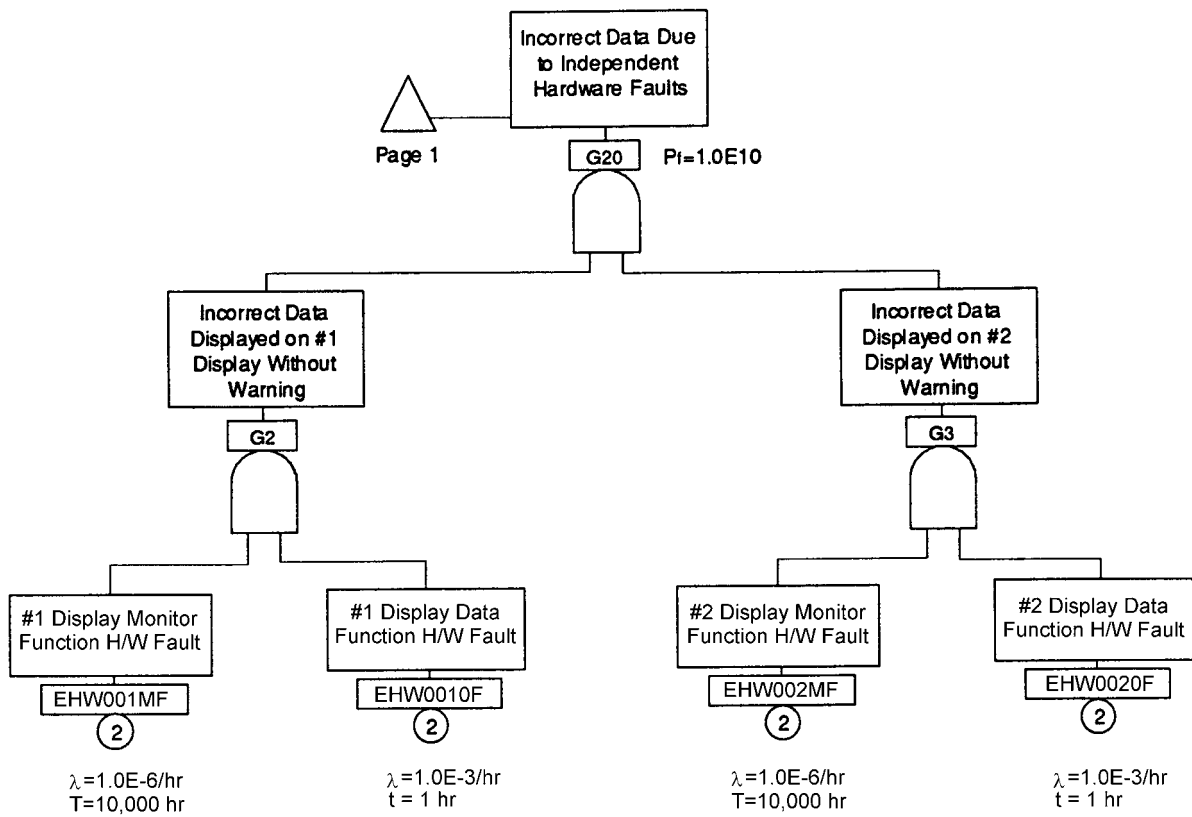 Incorrect Data Due
to Independent
Hardware Faults
Page 1
G20
Pf=1.0E10
Incorrect Data
Displayed on #1
Display Without
Warning
G2
Incorrect Data
Displayed on #2
Display Without
Warning
G3
#1 Display Monitor
Function H/W Fault
EHW001MF
2
λ=1.0E-6/hr
T=10,000 hr
#1 Display Data
Function H/W Fault
EHW0010F
2
λ=1.0E-3/hr
t = 1 hr
#2 Display Monitor
Function H/W Fault
EHW002MF
2
λ=1.0E-6/hr
T=10,000 hr
#2 Display Data
Function H/W Fault
EHW0020F
2
λ=1.0E-3/hr
t = 1 hr